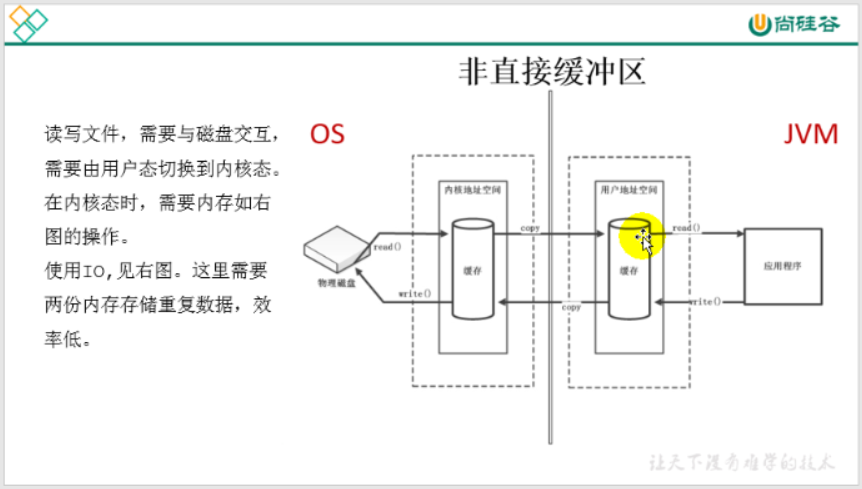 尚硅谷
非直接缓冲区
读写文件，需要与磁盘交互，
需要由用户态切换到内核态。
在内核态时，需要内存如右
图的操作。
使用IO,见右图。这里需要
两份内存存储重复数据，效
率低。
OS
JVM
内核地址空间
用户地址空间
copy
read()
read()
缓存
缓存
应用程序
物理磁盘
write()
copy
write()
让天下没有难学的技术